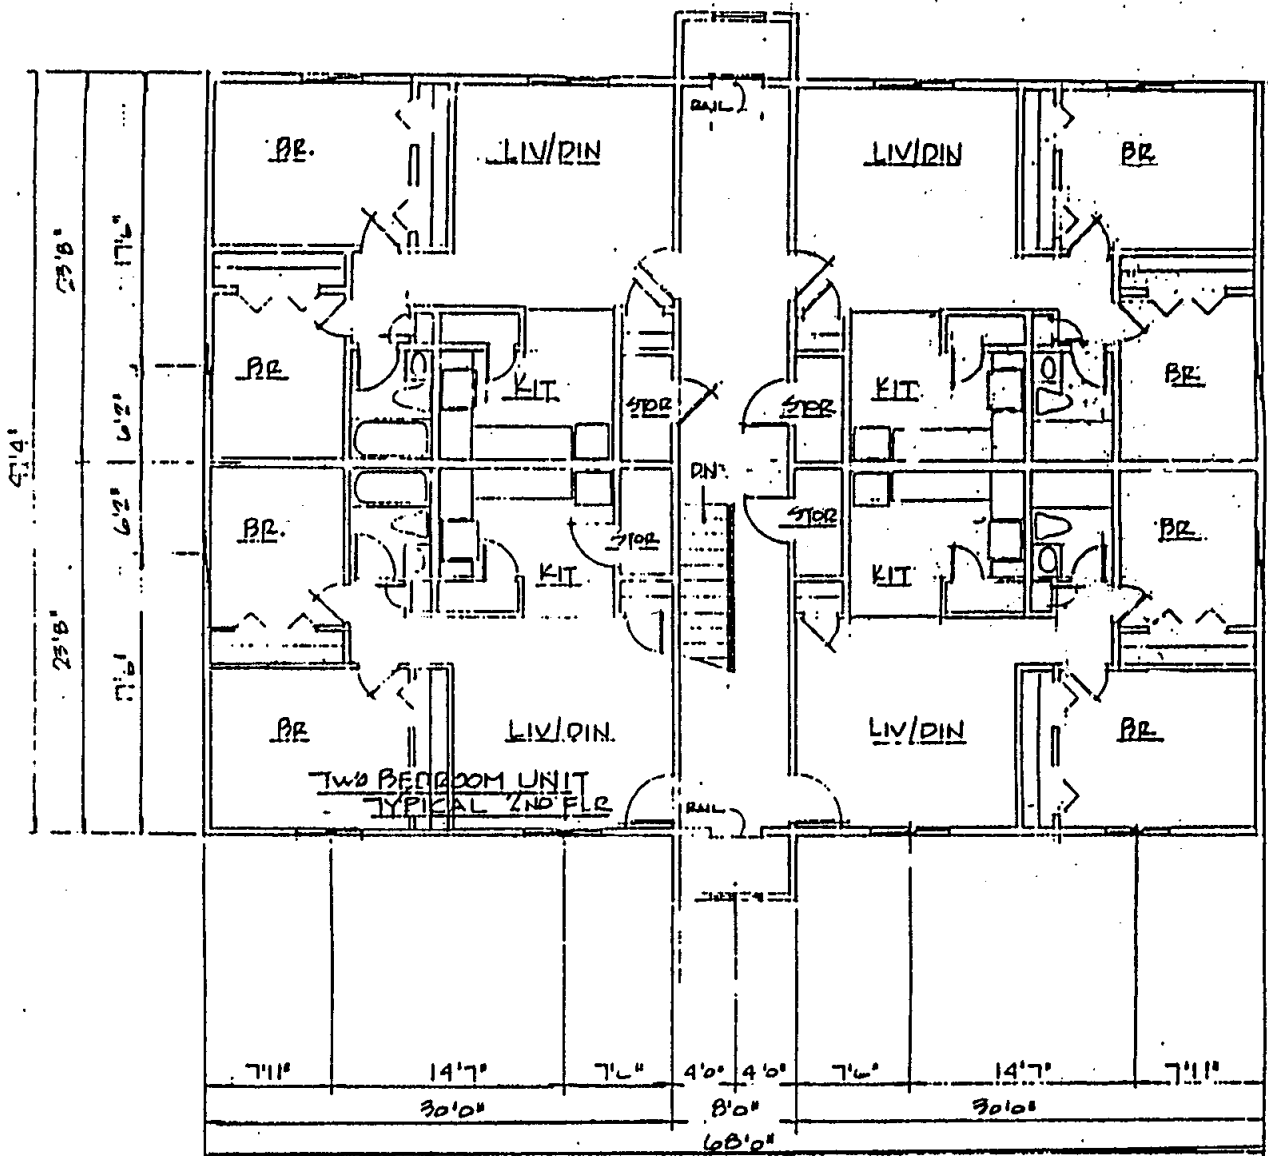 RAIL
BR.
LIV/DIN
LIV/DIN
BR
23'8"
17'6"
BR
KIT
STOR
STOR
KIT
BR.
6'2"
47'4"
DN
6'2"
BR.
STOR
STOR
BR
KIT
KIT
23'8"
17'6"
BR
LIV/DIN
LIV/DIN
BR
TWO BEDROOM UNIT
TYPICAL 2ND FLR
RAIL
7'11" 14'7" 7'6" 4'0" 4'0" 7'6" 14'7" 7'11"
30'0" 8'0" 30'0"
68'0"